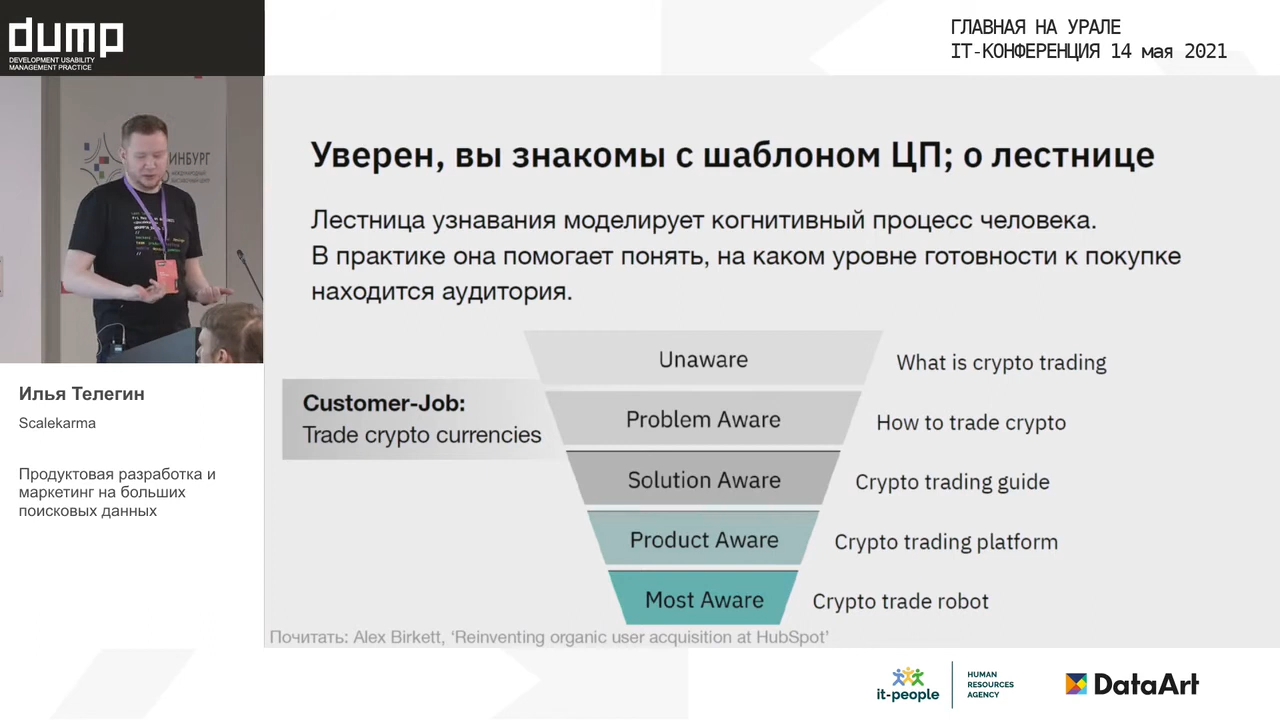 dump
DEVELOPMENT USABILITY
MANAGEMENT PRACTICE
ГЛАВНАЯ НА УРАЛЕ
IT-КОНФЕРЕНЦИЯ 14 мая 2021
ИНБУРГ
Илья Телегин
Scalekarma
Продуктовая разработка и
маркетинг на больших
поисковых данных
Уверен, вы знакомы с шаблоном ЦП; о лестнице
Лестница узнавания моделирует когнитивный процесс человека.
В практике она помогает понять, на каком уровне готовности к покупке
находится аудитория.
Customer-Job:
Trade crypto currencies
Unaware What is crypto trading
Problem Aware How to trade crypto
Solution Aware Crypto trading guide
Product Aware Crypto trading platform
Most Aware Crypto trade robot
Почитать: Alex Birkett, ‘Reinventing organic user acquisition at HubSpot’
it-people
HUMAN
RESOURCES
AGENCY
DataArt